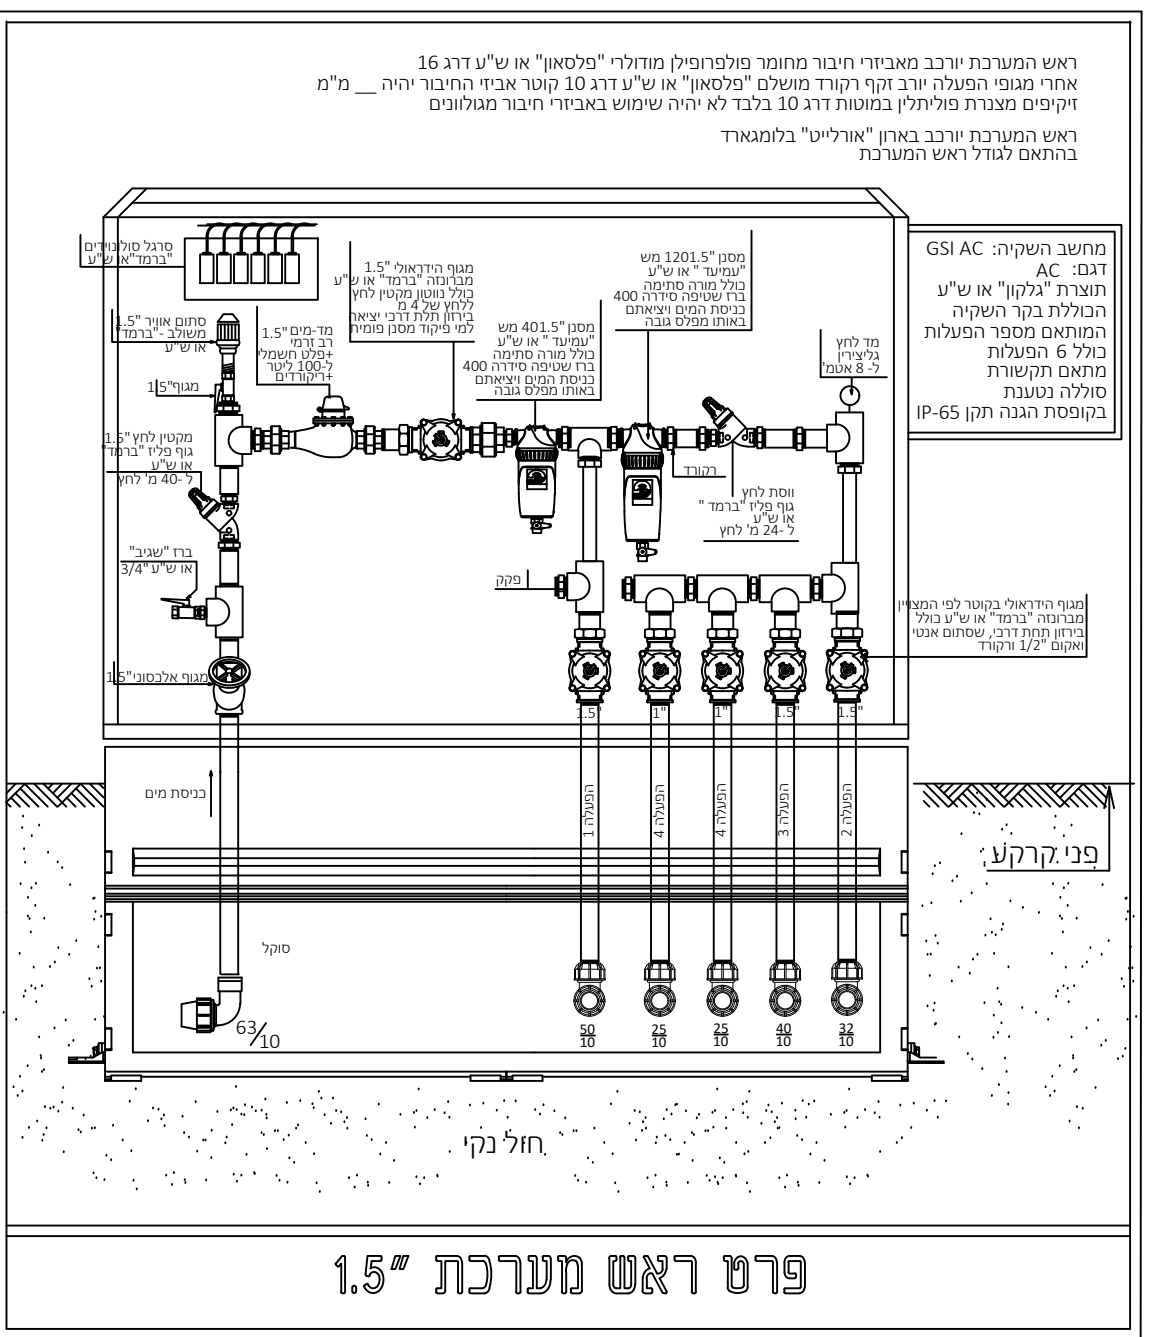 ראש המערכת יורכב מאביזרי חיבור מחומר פולפרופילן מודולרי "פלסאון" או ש"ע דרג 16
אחרי מגופי הפעלה יורב זקף רקורד מושלם "פלסאון" או ש"ע דרג 10 קוטר אביזי החיבור יהיה __ מ"מ
זיקיפים מצנרת פוליתלין במוטות דרג 10 בלבד לא יהיה שימוש באביזרי חיבור מגולוונים
ראש המערכת יורכב בארון "אורלייט" בלומגארד
בהתאם לגודל ראש המערכת
מחשב השקיה: GSI AC
דגם: AC
תוצרת "גלקון" או ש"ע
הכוללת בקר השקיה
המותאם מספר הפעלות
כולל 6 הפעלות
מתאם תקשורת
סוללה נטענת
בקופסת הגנה תקן IP-65
סרגל סולונוידים
"ברמד"או ש"ע
סתום אוויר "1.5
משולב -"ברמד"
או ש"ע
מגוף"1.5
מקטין לחץ "1.5
גוף פליז "ברמד"
או ש"ע
ל -40 מ' לחץ
ברז "שגיב"
או ש"ע "3/4
מגוף אלכסוני"1.5
מד-מים "1.5
רב זרמי
+פלט חשמלי
ל-100 ליטר
+ריקורדים
מגוף הידראולי "1.5
מברונזה "ברמד" או ש"ע
כולל נווטון מקטין לחץ
ללחץ של 4 מ
בירזון תלת דרכי יציאה
למי פיקוד מסנן פומית
מסנן "401.5 מש
"עמיעד " או ש"ע
כולל מורה סתימה
ברז שטיפה סידרה 400
כניסת המים ויציאתם
באותו מפלס גובה
מסנן "1201.5 מש
"עמיעד " או ש"ע
כולל מורה סתימה
ברז שטיפה סידרה 400
כניסת המים ויציאתם
באותו מפלס גובה
מד לחץ
גליצירין
ל- 8 אטמ'
רקורד
ווסת לחץ
גוף פליז "ברמד "
או ש"ע
ל -24 מ' לחץ
פקק
מגוף הידראולי בקוטר לפי המצויין
מברונזה "ברמד" או ש"ע כולל
בירזון תחת דרכי, שסתום אנטי
ואקום "1/2 ורקורד
1.5"
1"
1"
1.5"
1.5"
כניסת מים
הפעלה 1
הפעלה 4
הפעלה 4
הפעלה 3
הפעלה 2
פני קרקע
סוקל
63/10
50/10
25/10
25/10
40/10
32/10
חול נקי
פרט ראש מערכת "1.5